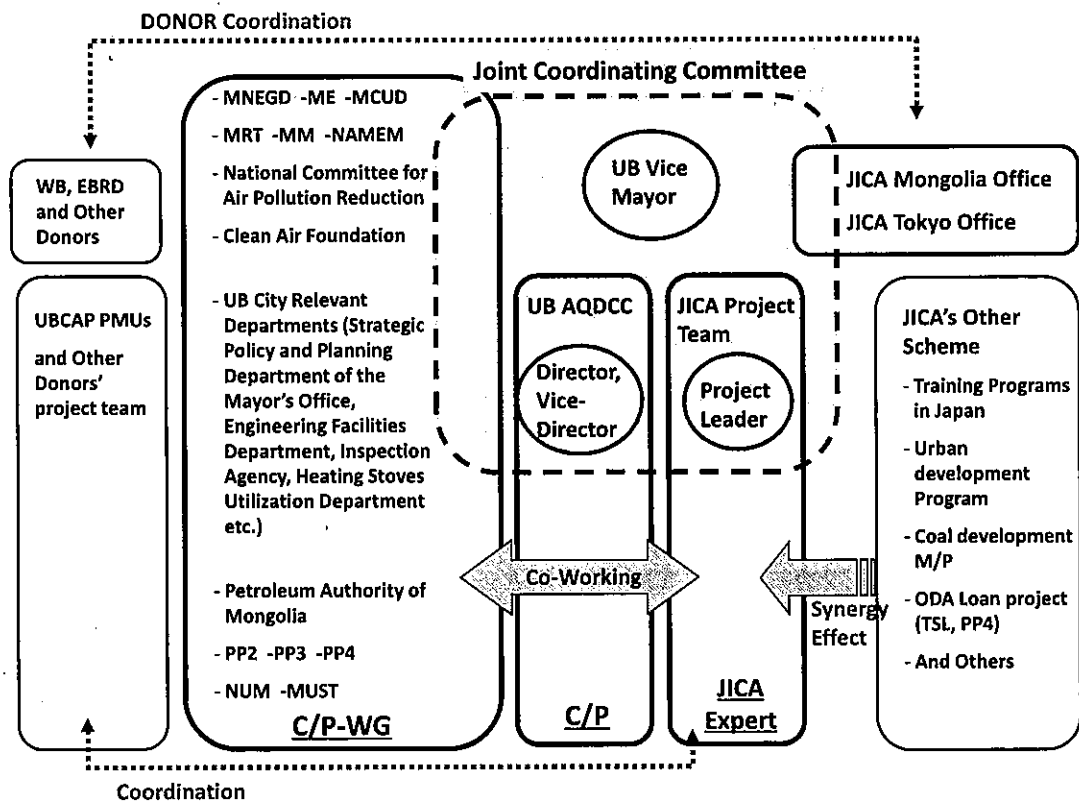 DONOR Coordination
Joint Coordinating Committee
WB, EBRD
and Other
Donors
UBCAP PMUs
and Other
Donors'
project team
- MNEGD -ME -MCUD
- MRT -MM -NAMEM
- National Committee for
Air Pollution Reduction
- Clean Air Foundation
- UB City Relevant
Departments (Strategic
Policy and Planning
Department of the
Mayor's Office,
Engineering Facilities
Department, Inspection
Agency, Heating Stoves
Utilization Department
etc.)
- Petroleum Authority of
Mongolia
- PP2 -PP3 -PP4
- NUM -MUST
C/P-WG
UB Vice
Mayor
UB AQDCC
Director,
Vice-
Director
Co-Working
C/P
JICA Project
Team
Project
Leader
JICA
Expert
JICA Mongolia Office
JICA Tokyo Office
Synergy
Effect
JICA's Other
Scheme
- Training Programs
in Japan
- Urban
development
Program
- Coal development
M/P
- ODA Loan project
(TSL, PP4)
- And Others
Coordination